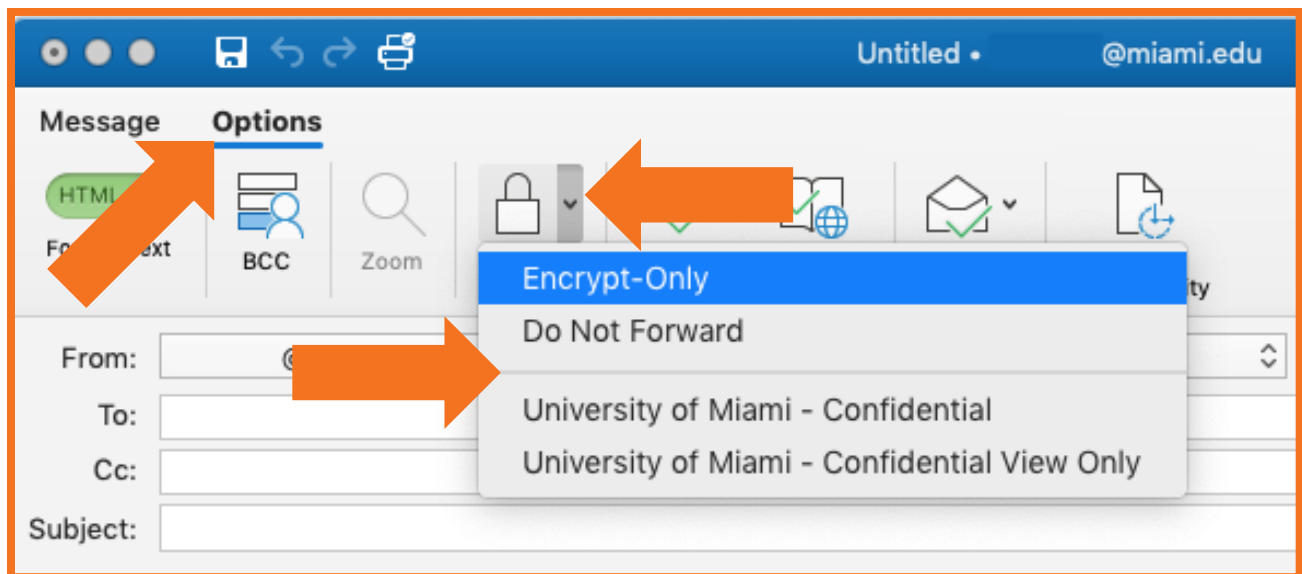 Untitled • @miami.edu
Message Options
HTML
BCC
Zoom
Encrypt-Only
Do Not Forward
University of Miami - Confidential
University of Miami - Confidential View Only
From:
To:
Cc:
Subject: